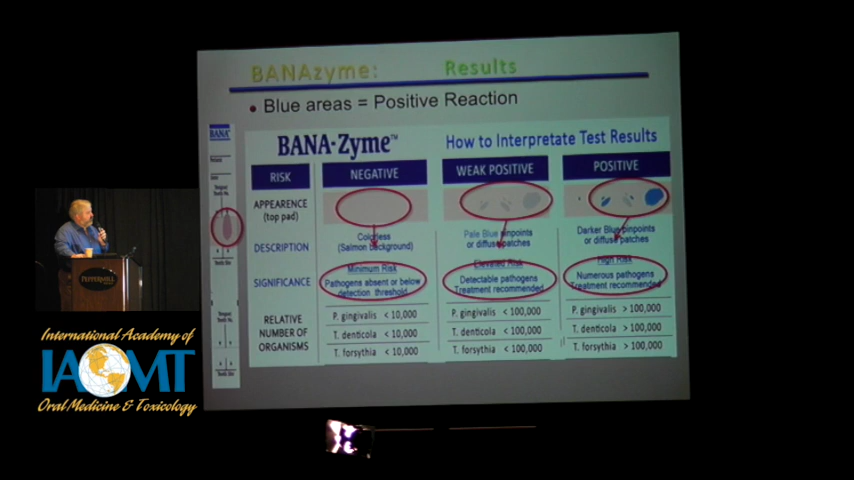 BANAzyme: Results
• Blue areas = Positive Reaction
BANA
BANA-Zyme™ How to Interpretate Test Results
RISK NEGATIVE WEAK POSITIVE POSITIVE
APPEARENCE
(top pad)
DESCRIPTION
Colorless
(Salmon background)
Pale Blue pinpoints
or diffuse patches
Darker Blue pinpoints
or diffuse patches
SIGNIFICANCE
Minimum Risk
Pathogens absent or below
detection threshold
Elevated Risk
Detectable pathogens
Treatment recommended
High Risk
Numerous pathogens
Treatment recommended
RELATIVE
NUMBER OF
ORGANISMS
P. gingivalis < 10,000
T. denticola < 10,000
T. forsythia < 10,000
P. gingivalis < 100,000
T. denticola < 100,000
T. forsythia < 100,000
P. gingivalis > 100,000
T. denticola > 100,000
T. forsythia > 100,000
PEPPERMILL
International Academy of
IAOMT
Oral Medicine & Toxicology